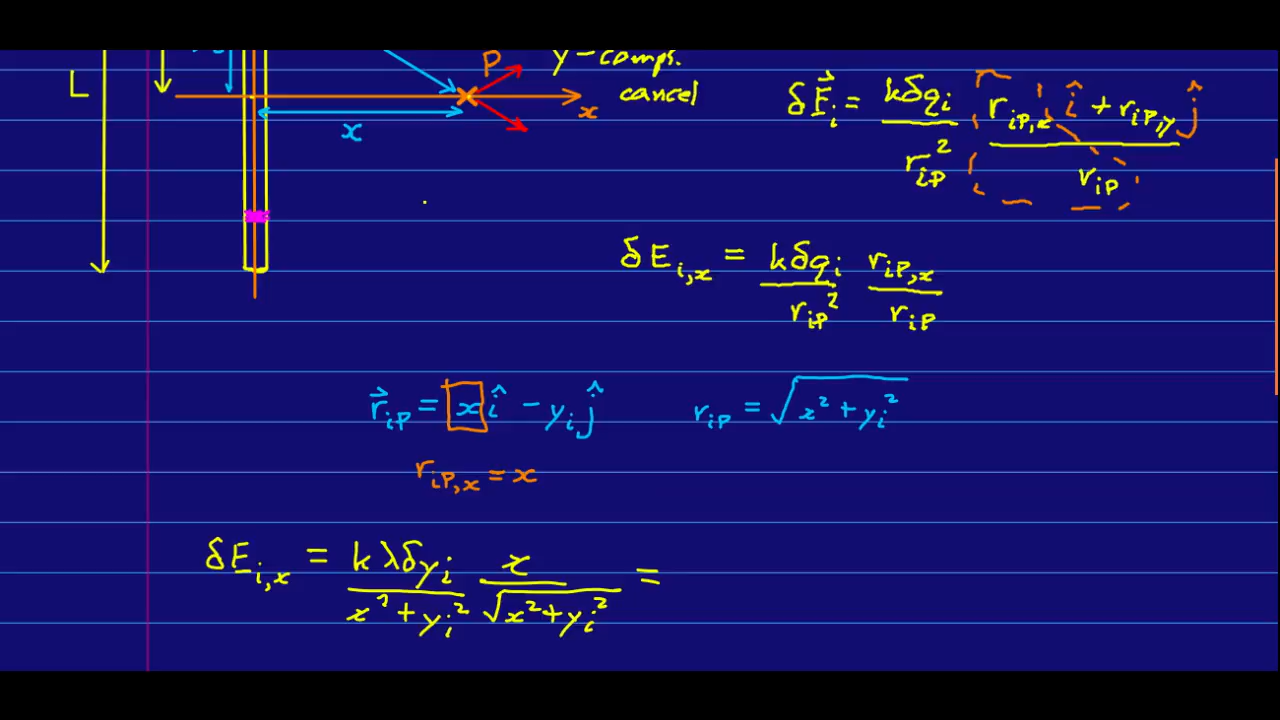 L
P
y-comps.
cancel
x
x
δE⃗ᵢ = kδqᵢ / r_iP² (r_iP,x î + r_iP,y ĵ) / r_iP
δE_i,x = kδqᵢ / r_iP² r_iP,x / r_iP
r⃗_iP = x î - yᵢ ĵ r_iP = √(x² + yᵢ²)
r_iP,x = x
δE_i,x = kλδyᵢ / (x² + yᵢ²) x / √(x² + yᵢ²) =